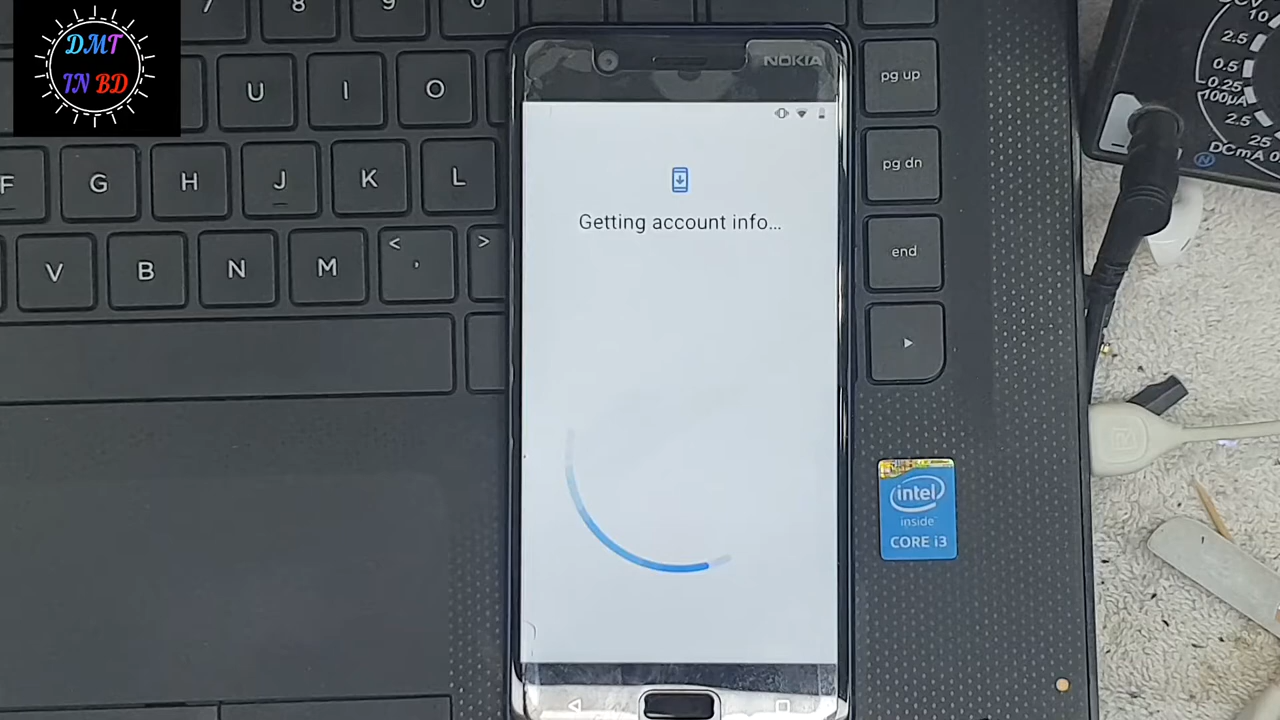 DMT
IN BD
7
8
9
0
U
I
O
F
G
H
J
K
L
V
B
N
M
<
,
>
pg up
pg dn
end
NOKIA
Getting account info...
intel
inside
CORE i3
10
2.5
0.5
0.25
100μA
2.5
25
DCmA